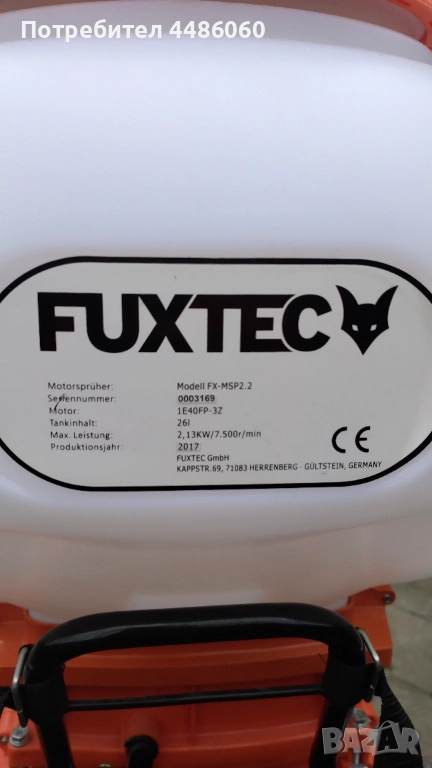 Потребител 4486060
FUXTEC
Motorsprüher: Modell FX-MSP2.2
Seriennummer: 0003169
Motor: 1E40FP-3Z
Tankinhalt: 26l
Max. Leistung: 2,13KW/7.500r/min
Produktionsjahr: 2017
FUXTEC GmbH
KAPPSTR.69, 71083 HERRENBERG - GÜLTSTEIN, GERMANY
CE
BAZAR